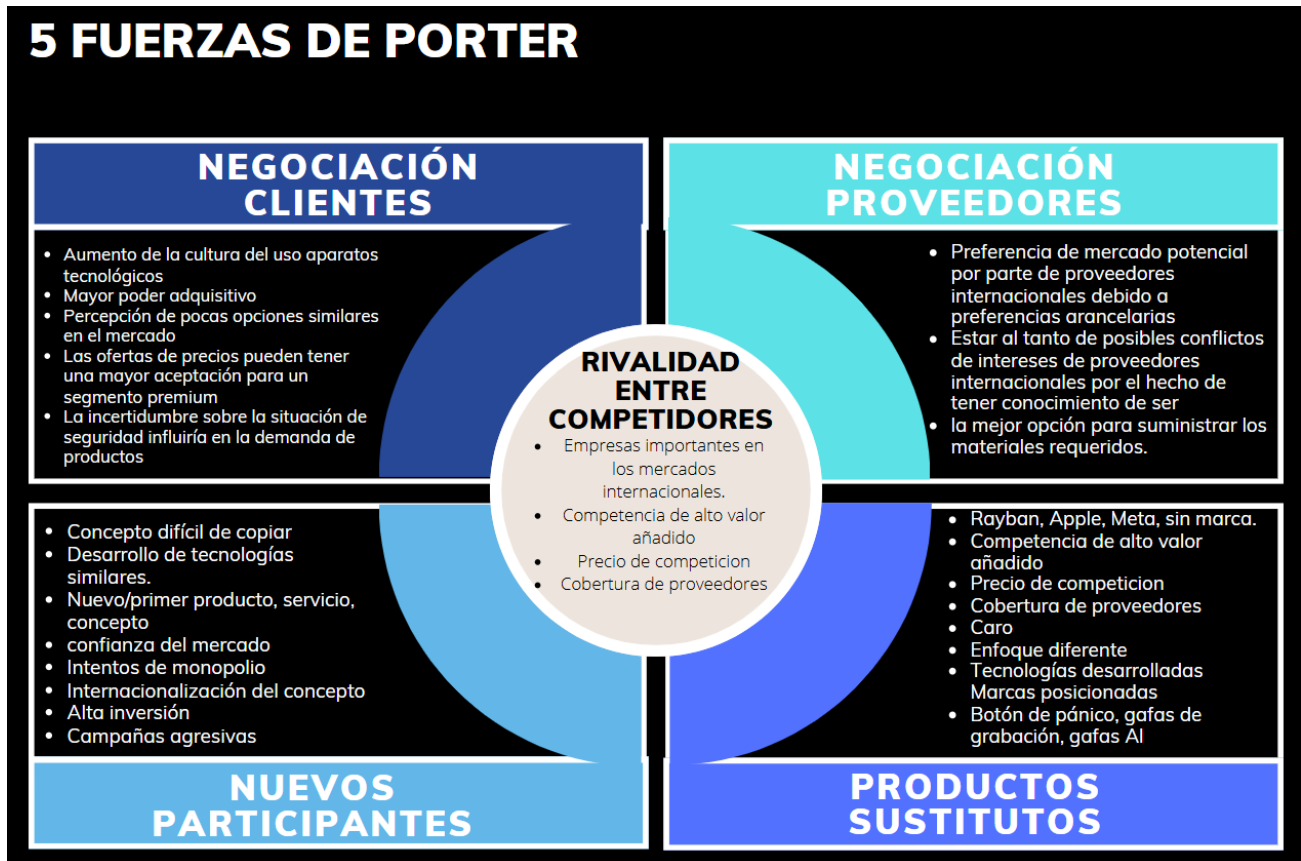 5 FUERZAS DE PORTER
NEGOCIACIÓN
CLIENTES
• Aumento de la cultura del uso aparatos
tecnológicos
• Mayor poder adquisitivo
• Percepción de pocas opciones similares
en el mercado
• Las ofertas de precios pueden tener
una mayor aceptación para un
segmento premium
• La incertidumbre sobre la situación de
seguridad influiría en la demanda de
productos
NEGOCIACIÓN
PROVEEDORES
• Preferencia de mercado potencial
por parte de proveedores
internacionales debido a
preferencias arancelarias
• Estar al tanto de posibles conflictos
de intereses de proveedores
internacionales por el hecho de
tener conocimiento de ser
• la mejor opción para suministrar los
materiales requeridos.
RIVALIDAD
ENTRE
COMPETIDORES
• Empresas importantes en
los mercados
internacionales.
• Competencia de alto valor
añadido
• Precio de competicion
• Cobertura de proveedores
• Concepto difícil de copiar
• Desarrollo de tecnologías
similares.
• Nuevo/primer producto, servicio,
concepto
• confianza del mercado
• Intentos de monopolio
• Internacionalización del concepto
• Alta inversión
• Campañas agresivas
NUEVOS
PARTICIPANTES
• Rayban, Apple, Meta, sin marca.
• Competencia de alto valor
añadido
• Precio de competicion
• Cobertura de proveedores
• Caro
• Enfoque diferente
• Tecnologías desarrolladas
Marcas posicionadas
• Botón de pánico, gafas de
grabación, gafas AI
PRODUCTOS
SUSTITUTOS